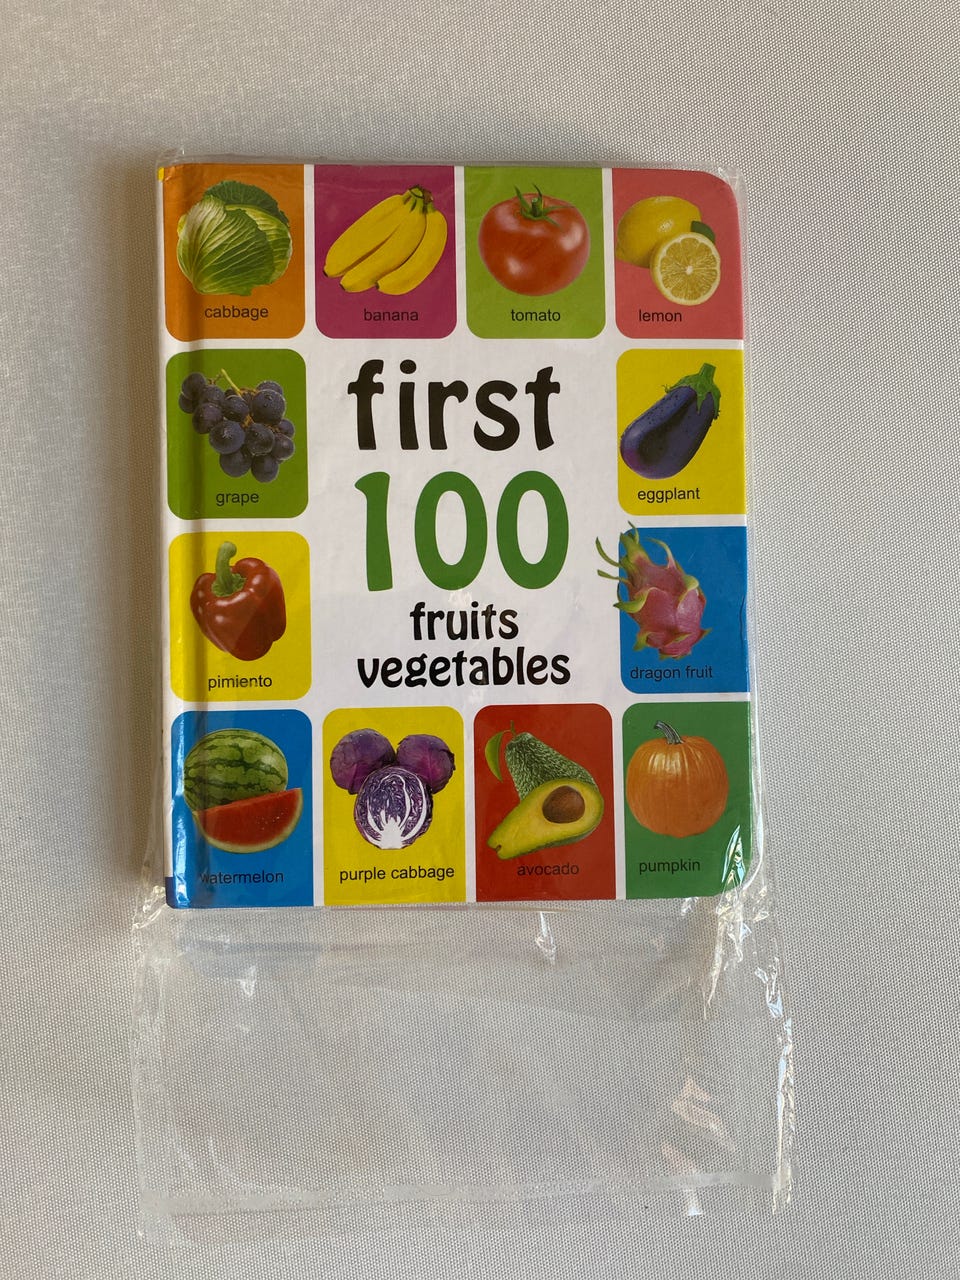 cabbage
banana
tomato
lemon
first
100
fruits
vegetables
grape
eggplant
pimiento
dragon fruit
watermelon
purple cabbage
avocado
pumpkin